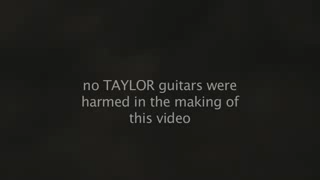 no TAYLOR guitars were
harmed in the making of
this video